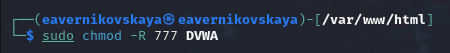 ┌──(eavernikovskaya㉿eavernikovskaya)-[/var/www/html]
└─$ sudo chmod -R 777 DVWA